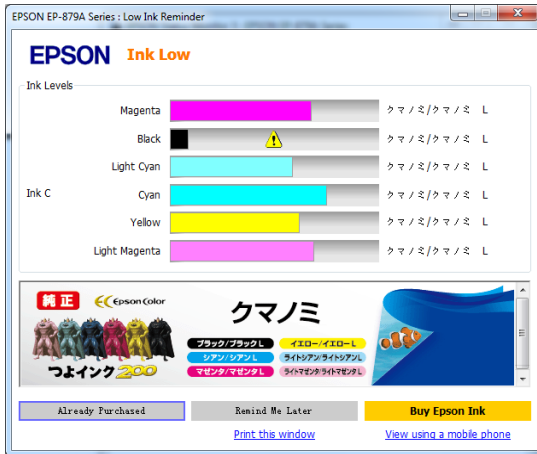 EPSON EP-879A Series : Low Ink Reminder
EPSON Ink Low
Ink Levels
Magenta クマノミ/クマノミ L
Black クマノミ/クマノミ L
Light Cyan クマノミ/クマノミ L
Ink C Cyan クマノミ/クマノミ L
Yellow クマノミ/クマノミ L
Light Magenta クマノミ/クマノミ L
純正 Epson Color
クマノミ
ブラック/ブラックL イエロー/イエローL
シアン/シアンL ライトシアン/ライトシアンL
マゼンタ/マゼンタL ライトマゼンタ/ライトマゼンタL
つよインク200
Already Purchased Remind Me Later Buy Epson Ink
Print this window View using a mobile phone